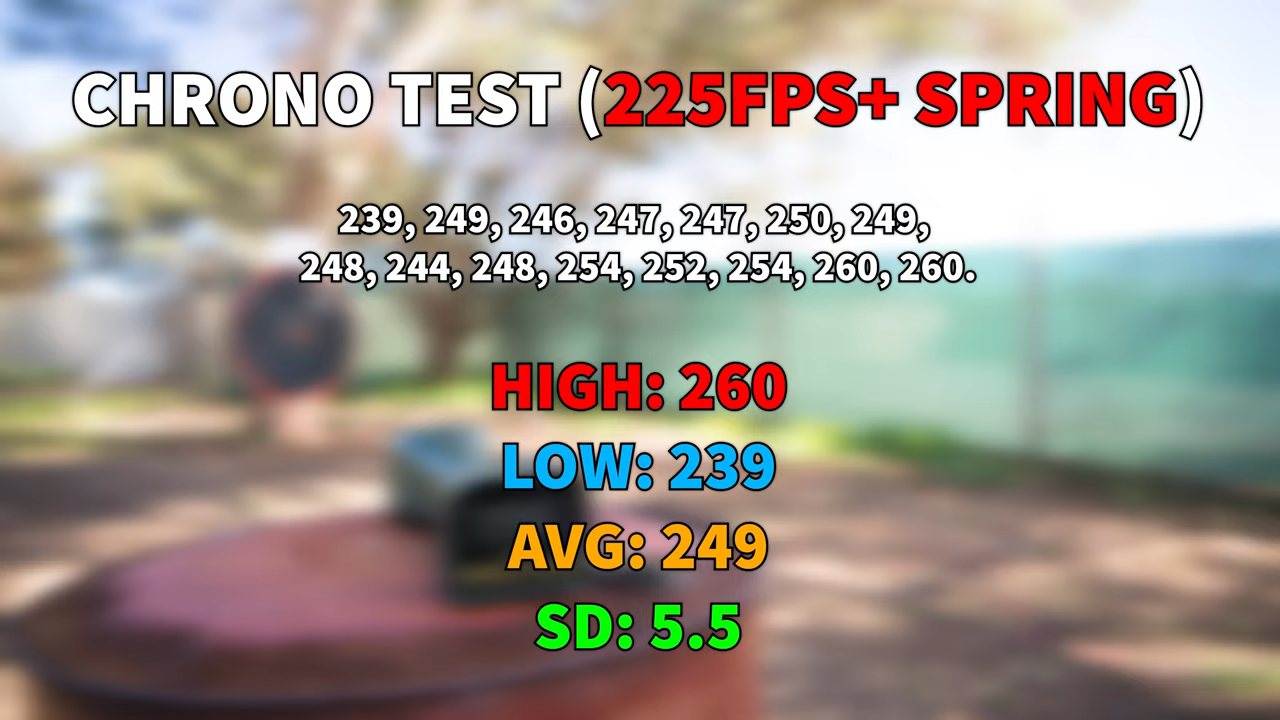 CHRONO TEST (225FPS+ SPRING)
239, 249, 246, 247, 247, 250, 249,
248, 244, 248, 254, 252, 254, 260, 260.
HIGH: 260
LOW: 239
AVG: 249
SD: 5.5